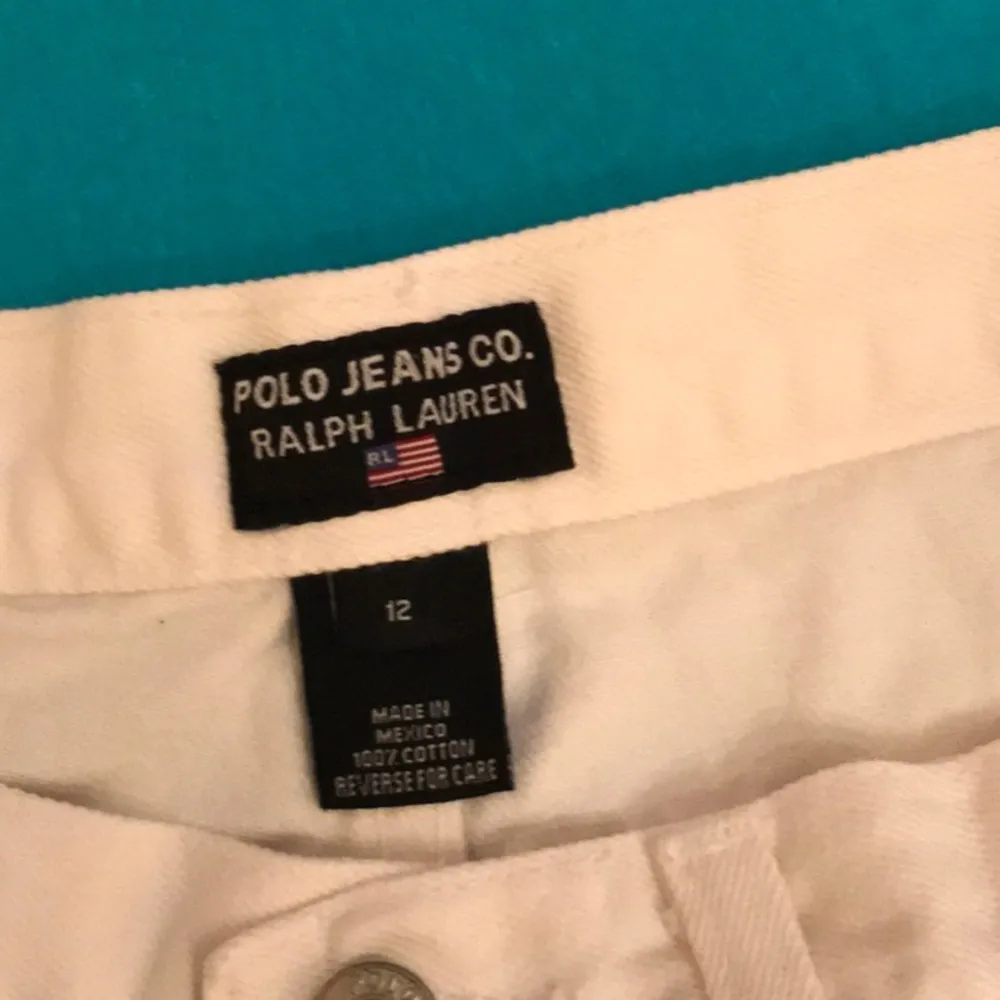 POLO JEANS CO.
RALPH LAUREN
RL
12
MADE IN
MEXICO
100% COTTON
REVERSE FOR CARE